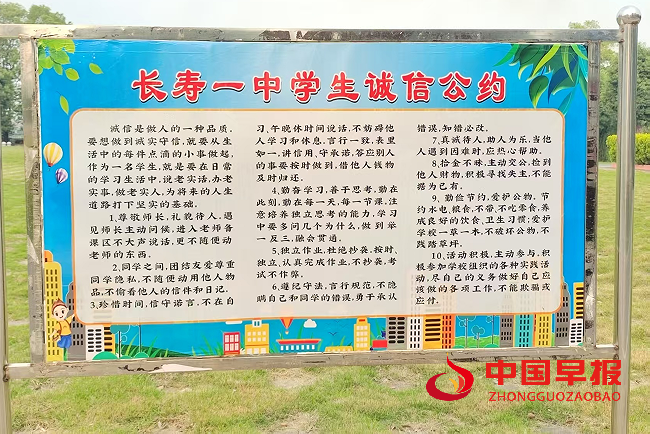 长寿一中学生诚信公约
诚信是做人的一种品质,
要想做到诚实守信,就要从生
活中的每件点滴的小事做起,
作为一名学生,就是要在日常
的学习生活中,说老实话、办老
实事、做老实人,为将来的人生
道路打下坚实的基础。
1、尊敬师长,礼貌待人,遇
见师长主动问候,进入老师备
课区不大声说话,更不随便动
老师的东西。
2、同学之间,团结友爱尊重
同学隐私,不随便动用他人物
品,不偷看他人的信件和日记。
3、珍惜时间,信守诺言,不在自
习、午晚休时间说话,不妨碍他
人学习和休息,言行一致,表里
如一,讲信用、守承诺,答应别人
的事要按时做到,借他人钱物
及时归还。
4、勤奋学习,善于思考,勤在
此刻,勤在每一天,每一节课,注
意培养独立思考的能力,学习
中要多问几个为什么,做到举
一反三,融会贯通。
5、独立作业,杜绝抄袭,按时、
独立、认真完成作业,不抄袭,考
试不作弊。
6、遵纪守法,言行规范,不隐
瞒自己和同学的错误,勇于承认
错误,知错必改。
7、真诚待人,助人为乐,当他
人遇到困难时,应热心帮助。
8、拾金不昧,主动交公,捡到
他人财物,积极寻找失主,不能
据为已有。
9、勤俭节约,爱护公物,节
约水电粮食,不带、不吃零食,养
成良好的饮食、卫生习惯;爱护
学校一草一木,不破坏公物,不
践踏草坪。
10、活动积极,主动参与,积
极参加学校组织的各种实践活
动,尽自己的义务做好自己应
该做的各项工作,不能欺骗或
应付。
中国早报
ZHONGGUOZAOBAO